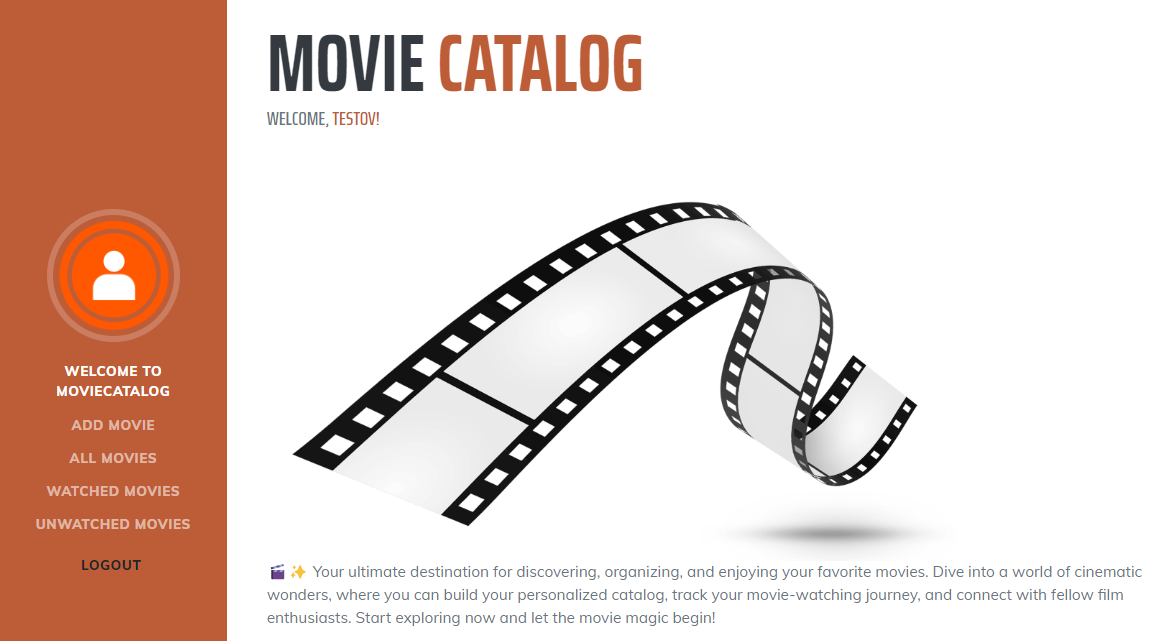 MOVIE CATALOG
WELCOME, TESTOV!
WELCOME TO
MOVIECATALOG
ADD MOVIE
ALL MOVIES
WATCHED MOVIES
UNWATCHED MOVIES
LOGOUT
🎬 ✨ Your ultimate destination for discovering, organizing, and enjoying your favorite movies. Dive into a world of cinematic
wonders, where you can build your personalized catalog, track your movie-watching journey, and connect with fellow film
enthusiasts. Start exploring now and let the movie magic begin!